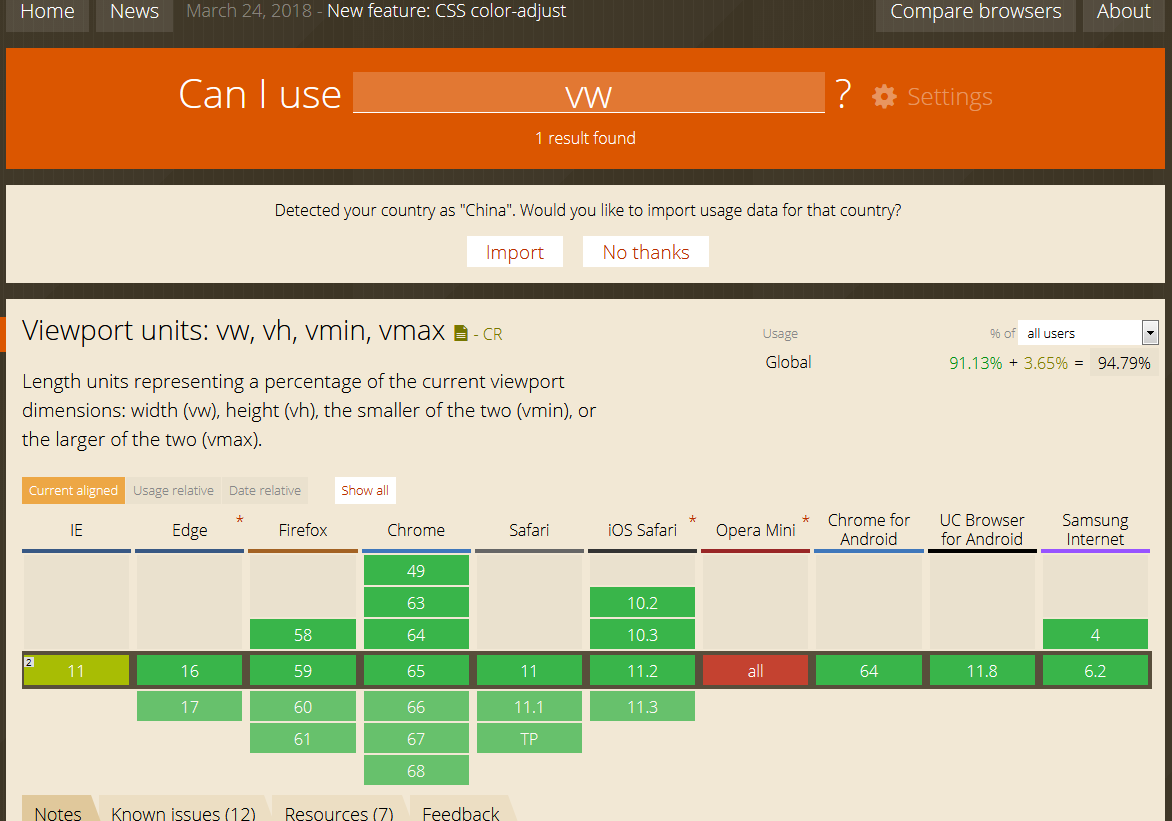 Home News March 24, 2018 - New feature: CSS color-adjust Compare browsers About
Can I use vw ? Settings
1 result found
Detected your country as "China". Would you like to import usage data for that country?
Import No thanks
Viewport units: vw, vh, vmin, vmax - CR
Usage % of all users
Global 91.13% + 3.65% = 94.79%
Length units representing a percentage of the current viewport
dimensions: width (vw), height (vh), the smaller of the two (vmin), or
the larger of the two (vmax).
Current aligned Usage relative Date relative Show all
IE Edge * Firefox Chrome Safari iOS Safari * Opera Mini * Chrome for Android UC Browser for Android Samsung Internet
49
63 10.2
58 64 10.3 4
2 11 16 59 65 11 11.2 all 64 11.8 6.2
17 60 66 11.1 11.3
61 67 TP
68
Notes Known issues (12) Resources (7) Feedback